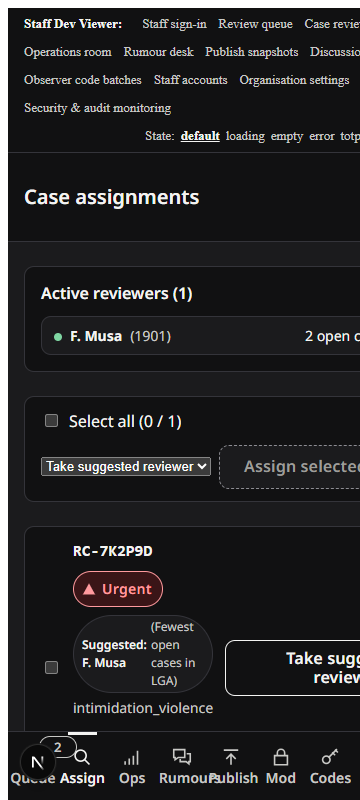 Staff Dev Viewer: Staff sign-in Review queue Case revie
Operations room Rumour desk Publish snapshots Discussio
Observer code batches Staff accounts Organisation settings
Security & audit monitoring
State: default loading empty error totp
Case assignments
Active reviewers (1)
F. Musa (1901) 2 open c
Select all (0 / 1)
Take suggested reviewer Assign selected
RC-7K2P9D
Urgent
Suggested: F. Musa (Fewest open cases in LGA)
Take sugg
review
intimidation_violence
N 2
Queue Assign Ops Rumours Publish Mod Codes